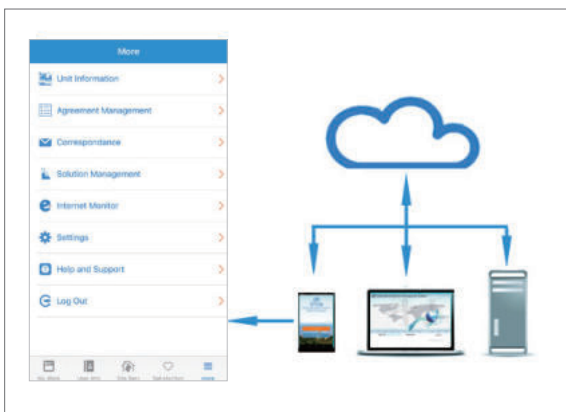 More
Unit Information
Agreement Management
Correspondance
Solution Management
Internet Monitor
Settings
Help and Support
Log Out